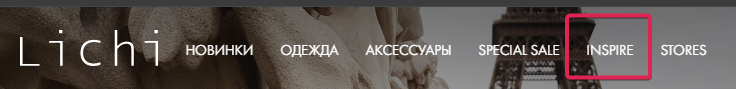 Lichi НОВИНКИ ОДЕЖДА АКСЕССУАРЫ SPECIAL SALE INSPIRE STORES